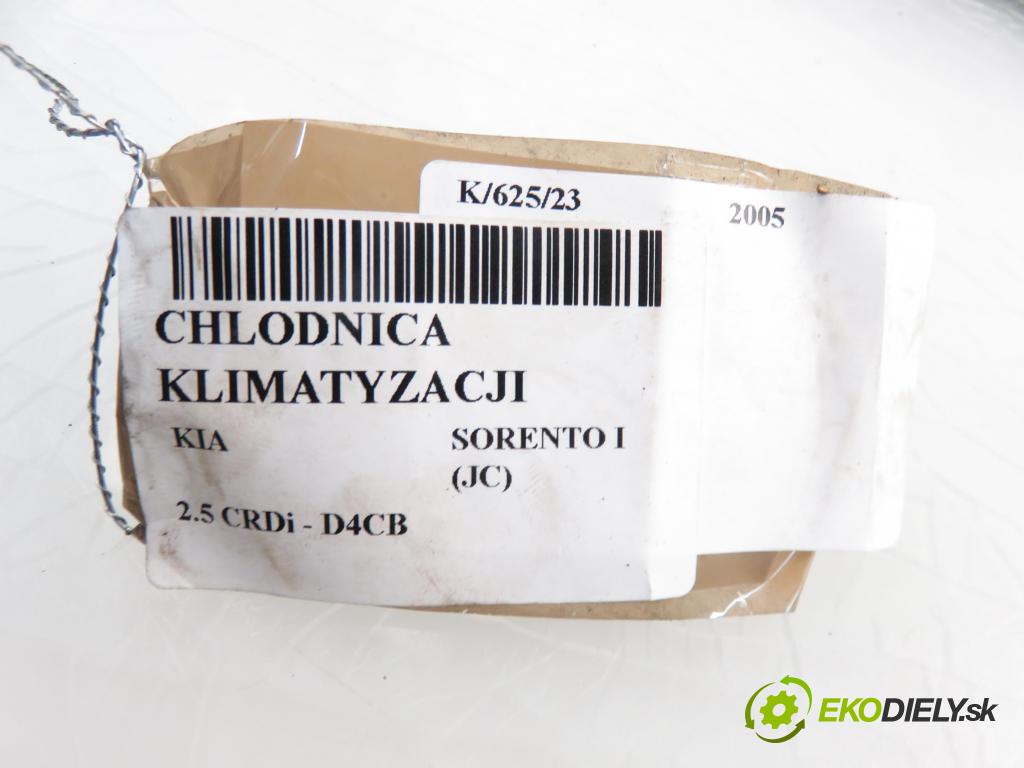 K/625/23
2005
CHLODNICA
KLIMATYZACJI
KIA SORENTO I
(JC)
2.5 CRDi - D4CB
EKODIELY.sk